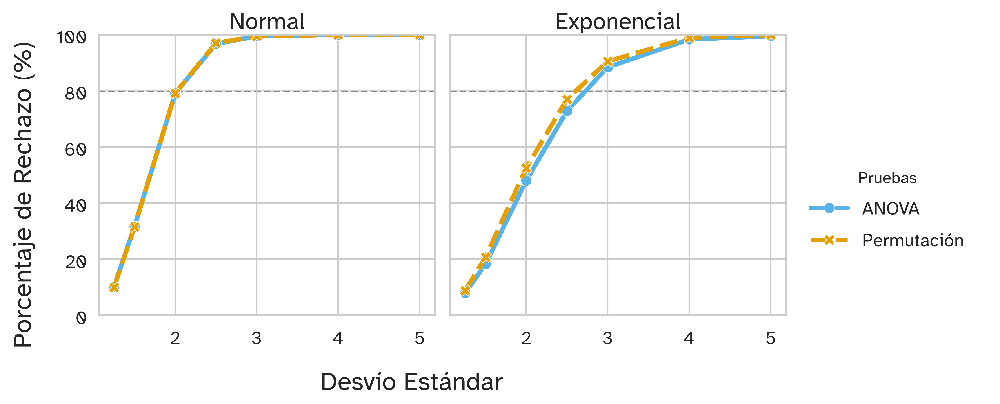 Normal
Exponencial
Porcentaje de Rechazo (%)
100
80
60
40
20
0
2 3 4 5
2 3 4 5
Desvío Estándar
Pruebas
ANOVA
Permutación